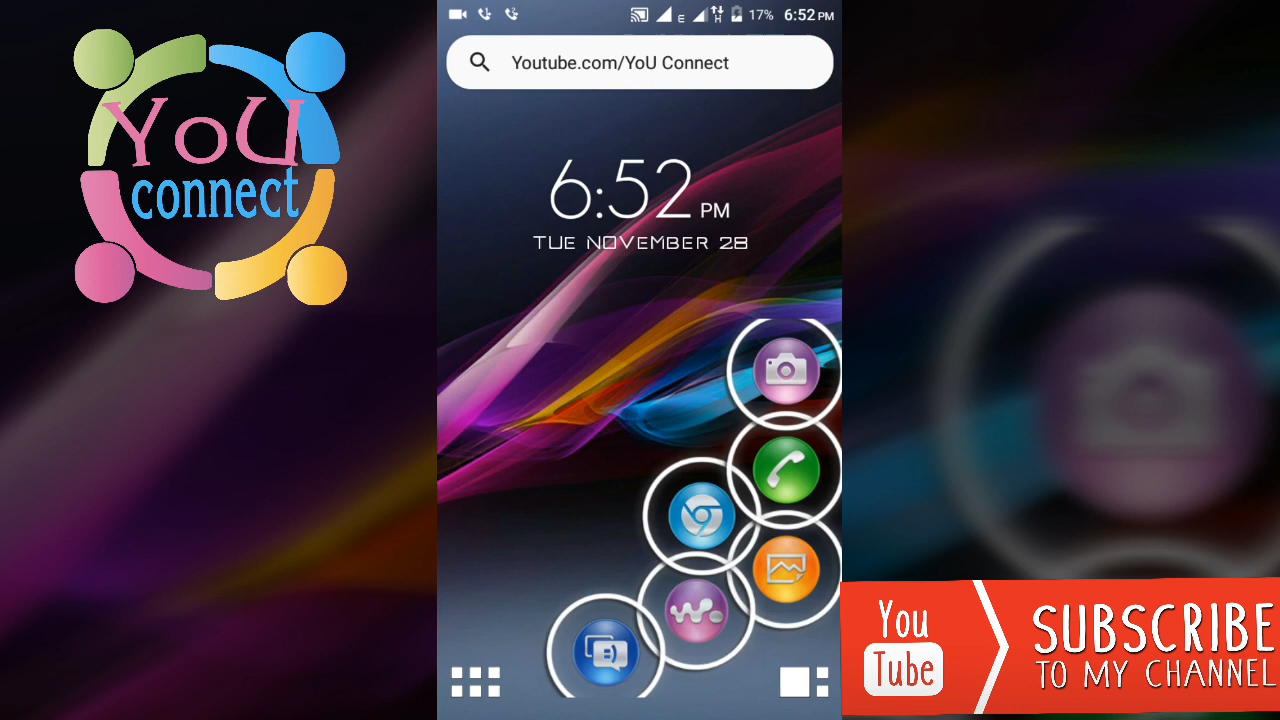 YoU
connect
E H 17% 6:52 PM
Youtube.com/YoU Connect
6:52 PM
TUE NOVEMBER 28
You
Tube
SUBSCRIBE
TO MY CHANNEL